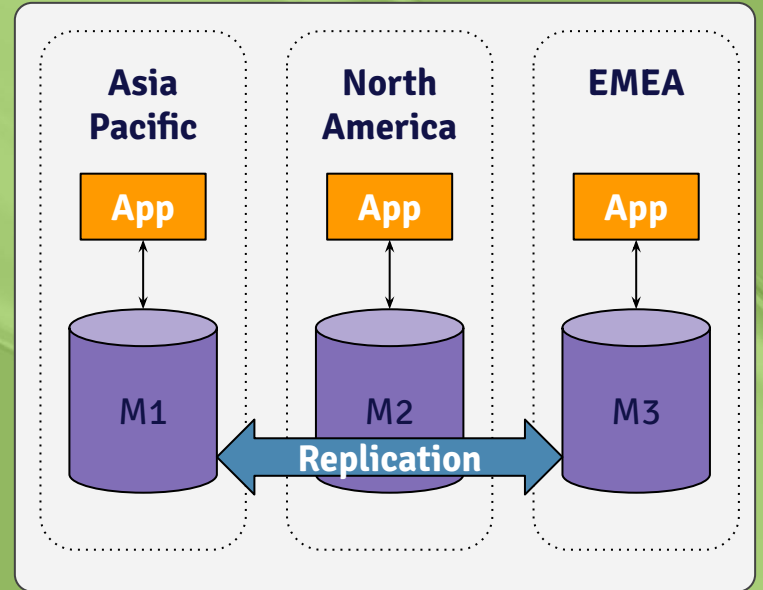 Asia
Pacific
North
America
EMEA
App
App
App
M1
M2
M3
Replication